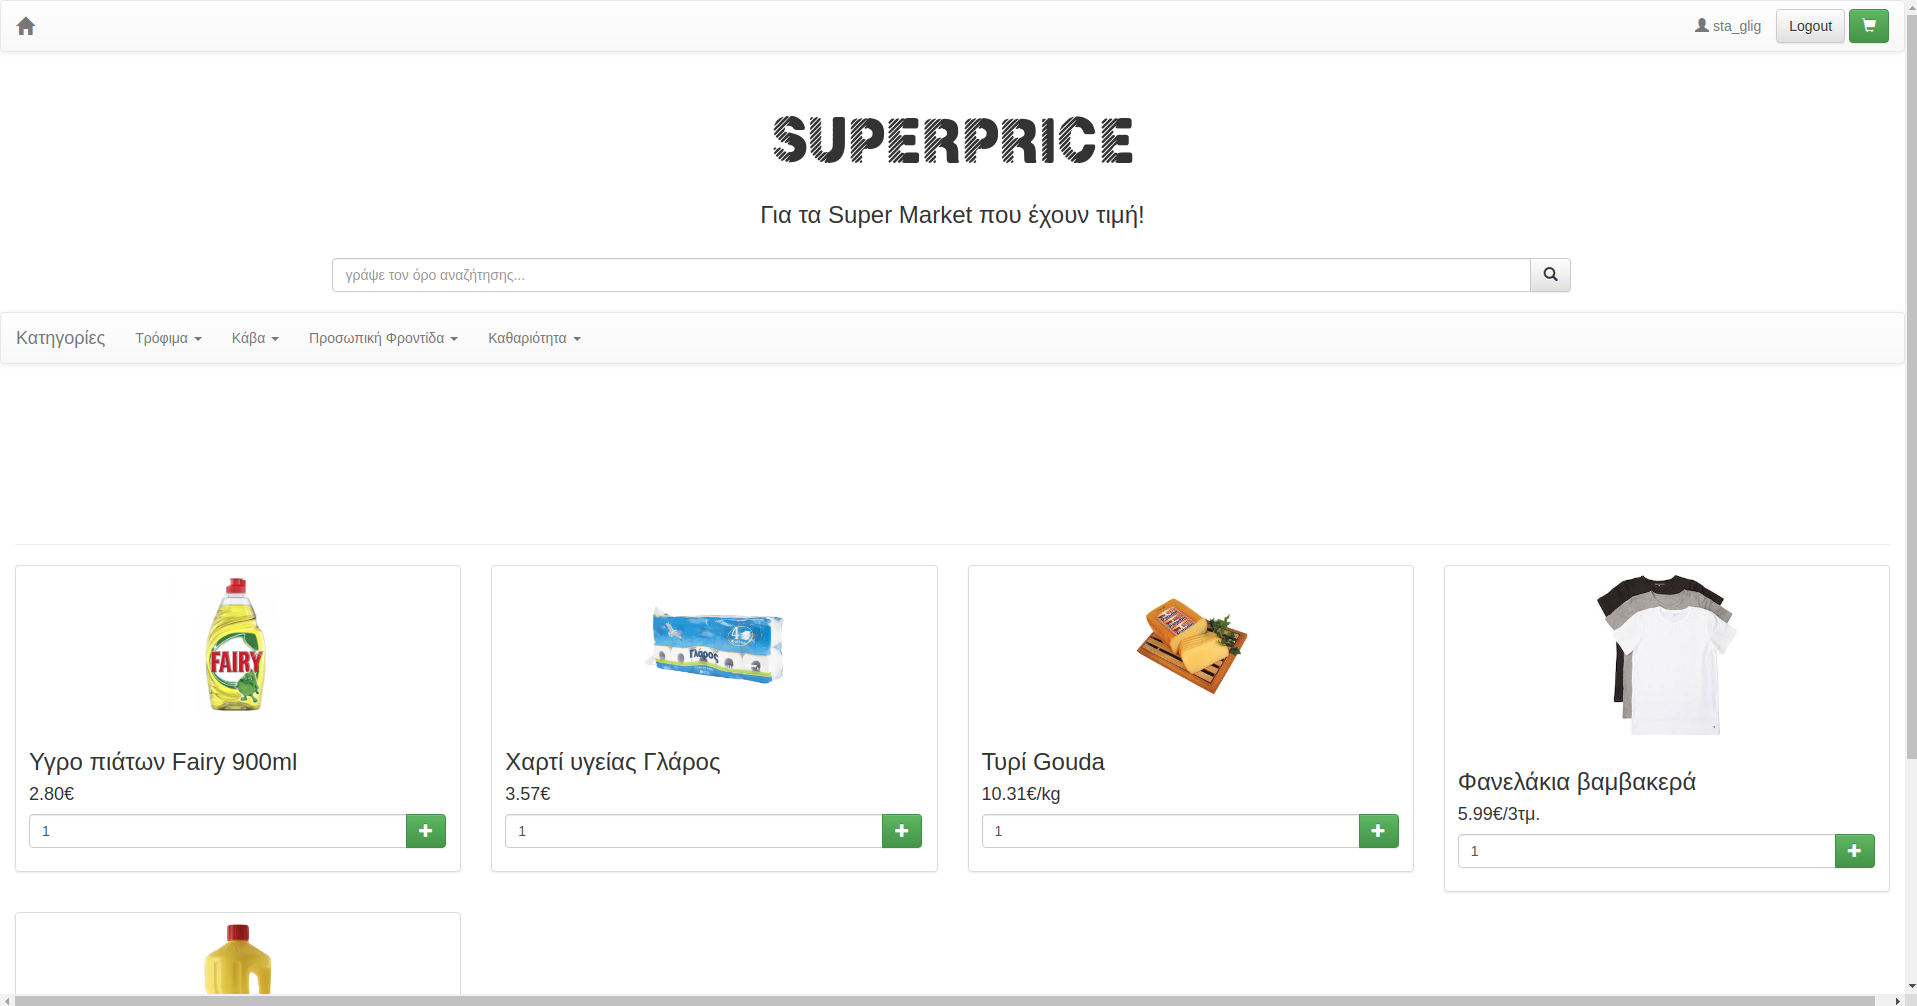 sta_glig
Logout
SUPERPRICE
Για τα Super Market που έχουν τιμή!
γράψε τον όρο αναζήτησης...
Κατηγορίες Τρόφιμα Κάβα Προσωπική Φροντίδα Καθαριότητα
FAIRY
4
Γλάρος
Υγρο πιάτων Fairy 900ml
2.80€
1
Χαρτί υγείας Γλάρος
3.57€
1
Τυρί Gouda
10.31€/kg
1
Φανελάκια βαμβακερά
5.99€/3τμ.
1